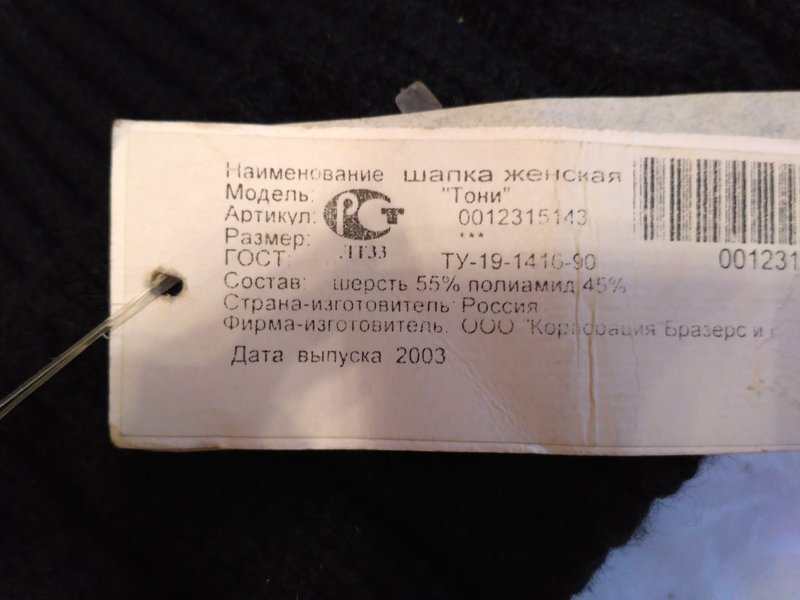 Наименование шапка женская
Модель: "Тони"
Артикул: 0012315143
Размер: ***
ГОСТ: ТУ-19-1416-90
Состав: шерсть 55% полиамид 45%
Страна-изготовитель: Россия
Фирма-изготовитель: ООО "Корпорация Бразерс и
Дата выпуска 2003
РСТ
001231